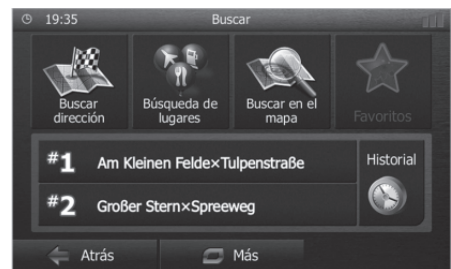 19:35 Buscar
Buscar dirección
Búsqueda de lugares
Buscar en el mapa
Favoritos
#1 Am Kleinen Felde×Tulpenstraße
Historial
#2 Großer Stern×Spreeweg
Atrás Más